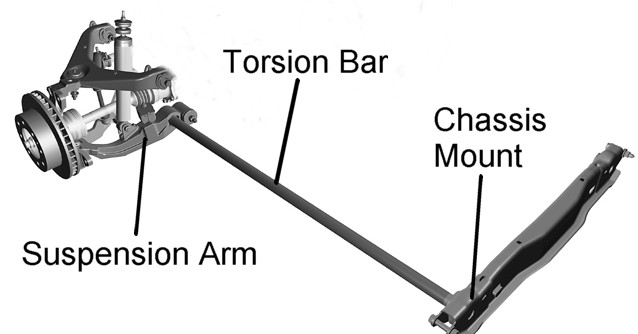 Torsion Bar
Chassis
Mount
Suspension Arm